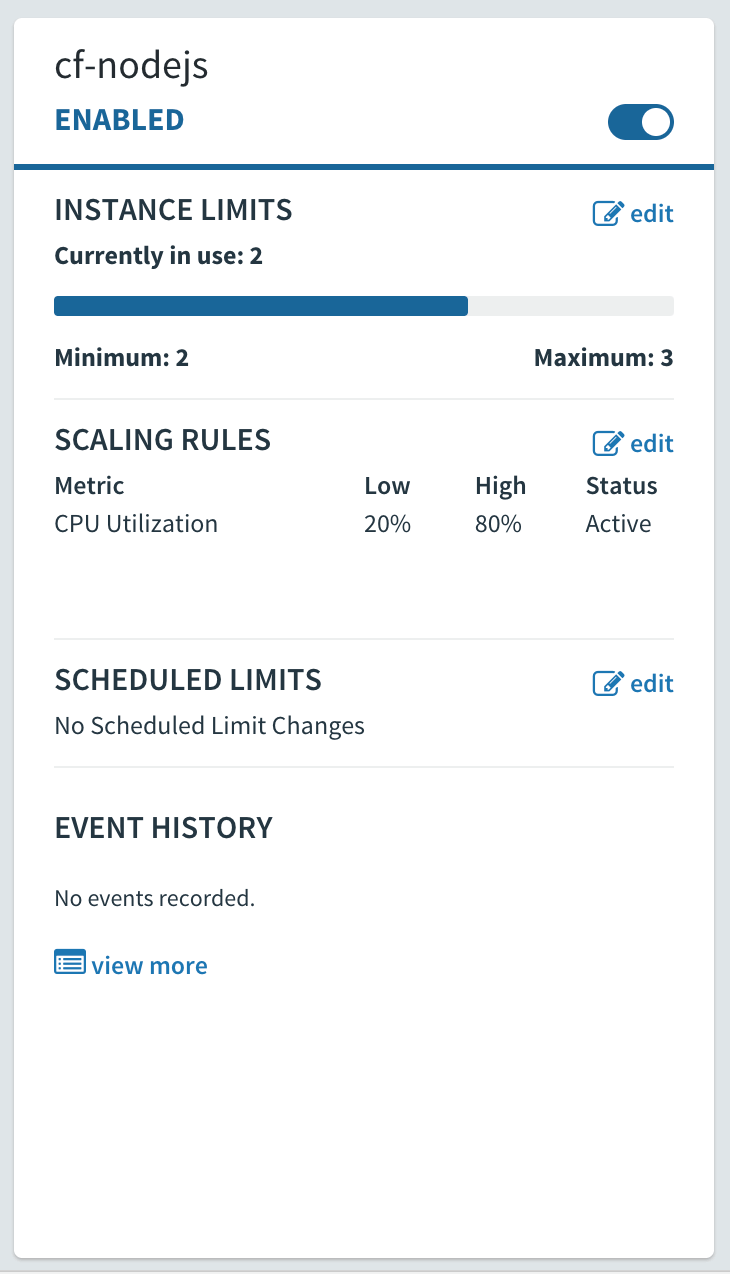 cf-nodejs
ENABLED
INSTANCE LIMITS edit
Currently in use: 2
Minimum: 2 Maximum: 3
SCALING RULES edit
Metric Low High Status
CPU Utilization 20% 80% Active
SCHEDULED LIMITS edit
No Scheduled Limit Changes
EVENT HISTORY
No events recorded.
view more